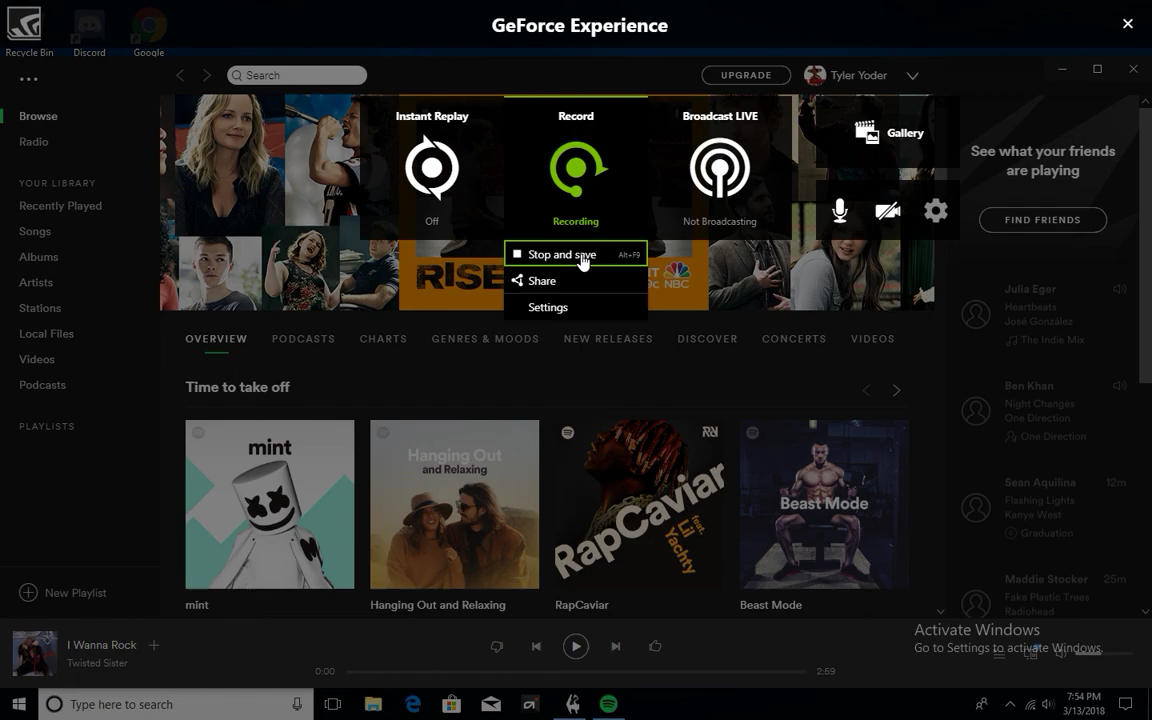 GeForce Experience
Recycle Bin
Discord
Google
Search
UPGRADE
Tyler Yoder
Browse
Radio
YOUR LIBRARY
Recently Played
Songs
Albums
Artists
Stations
Local Files
Videos
Podcasts
PLAYLISTS
New Playlist
Instant Replay
Off
Record
Recording
Broadcast LIVE
Not Broadcasting
Gallery
Stop and save Alt+F9
Share
Settings
RISE
NBC
See what your friends
are playing
FIND FRIENDS
Julia Eger
Heartbeats
José González
The Indie Mix
Ben Khan
Night Changes
One Direction
One Direction
Sean Aquilina 12m
Flashing Lights
Kanye West
Graduation
Maddie Stocker 25m
Fake Plastic Trees
Radiohead
OVERVIEW PODCASTS CHARTS GENRES & MOODS NEW RELEASES DISCOVER CONCERTS VIDEOS
Time to take off
mint
Hanging Out
and Relaxing
RapCaviar
feat.
Lil
Yachty
Beast Mode
mint
Hanging Out and Relaxing
RapCaviar
Beast Mode
I Wanna Rock
Twisted Sister
0:00
2:59
Activate Windows
Go to Settings to activate Windows.
Type here to search
7:54 PM
3/13/2018